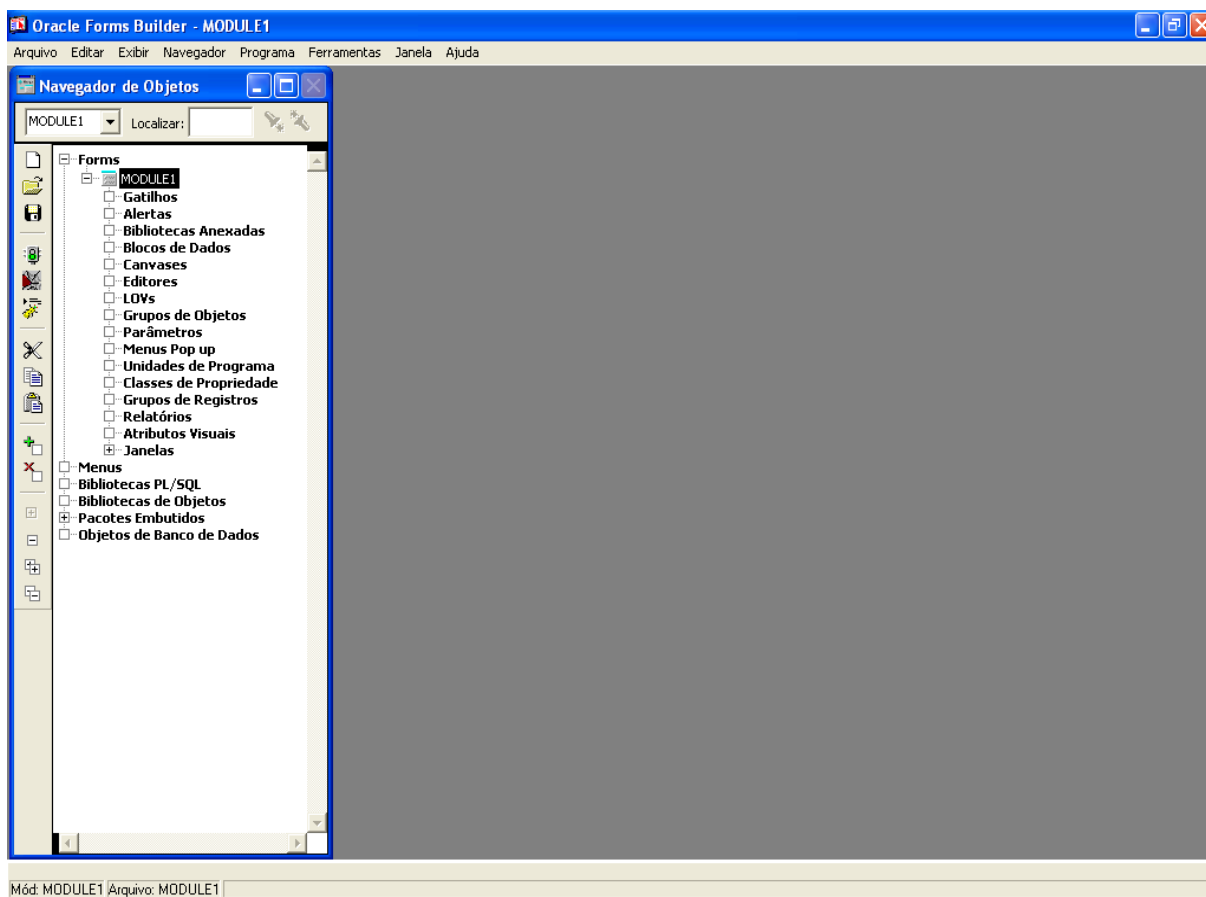 Oracle Forms Builder - MODULE1
Arquivo Editar Exibir Navegador Programa Ferramentas Janela Ajuda
Navegador de Objetos
MODULE1 Localizar:
Forms
MODULE1
Gatilhos
Alertas
Bibliotecas Anexadas
Blocos de Dados
Canvases
Editores
LOVs
Grupos de Objetos
Parâmetros
Menus Pop up
Unidades de Programa
Classes de Propriedade
Grupos de Registros
Relatórios
Atributos Visuais
Janelas
Menus
Bibliotecas PL/SQL
Bibliotecas de Objetos
Pacotes Embutidos
Objetos de Banco de Dados
Mód: MODULE1 Arquivo: MODULE1